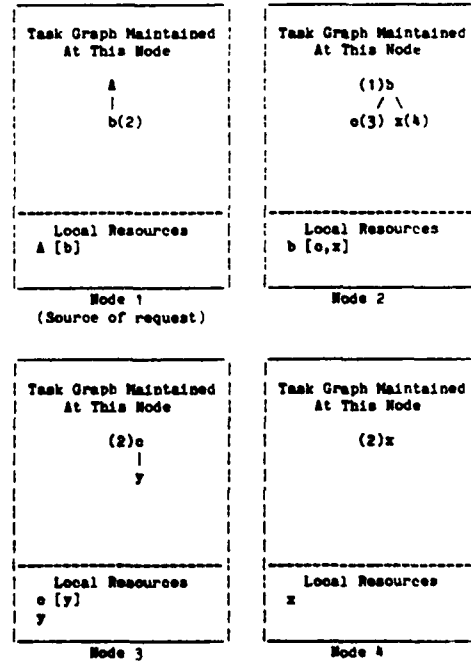 Task Graph Maintained
At This Node
A
|
b(2)
Local Resources
A [b]
Node 1
(Source of request)
Task Graph Maintained
At This Node
(1)b
/ \
c(3) x(4)
Local Resources
b [c,x]
Node 2
Task Graph Maintained
At This Node
(2)c
|
y
Local Resources
c [y]
y
Node 3
Task Graph Maintained
At This Node
(2)x
Local Resources
x
Node 4